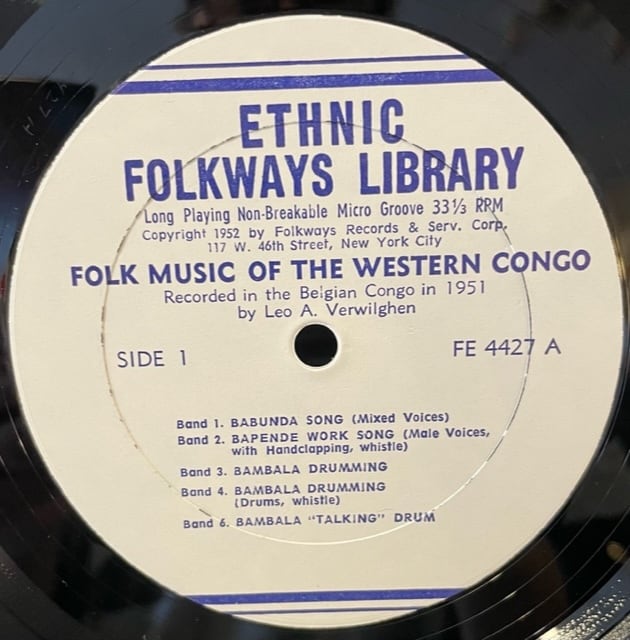 ETHNIC
FOLKWAYS LIBRARY
Long Playing Non-Breakable Micro Groove 33⅓ RPM
Copyright 1952 by Folkways Records & Serv. Corp.
117 W. 46th Street, New York City
FOLK MUSIC OF THE WESTERN CONGO
Recorded in the Belgian Congo in 1951
by Leo A. Verwilghen
SIDE 1
FE 4427 A
Band 1. BABUNDA SONG (Mixed Voices)
Band 2. BAPENDE WORK SONG (Male Voices,
with Handclapping, whistle)
Band 3. BAMBALA DRUMMING
Band 4. BAMBALA DRUMMING
(Drums, whistle)
Band 6. BAMBALA "TALKING" DRUM